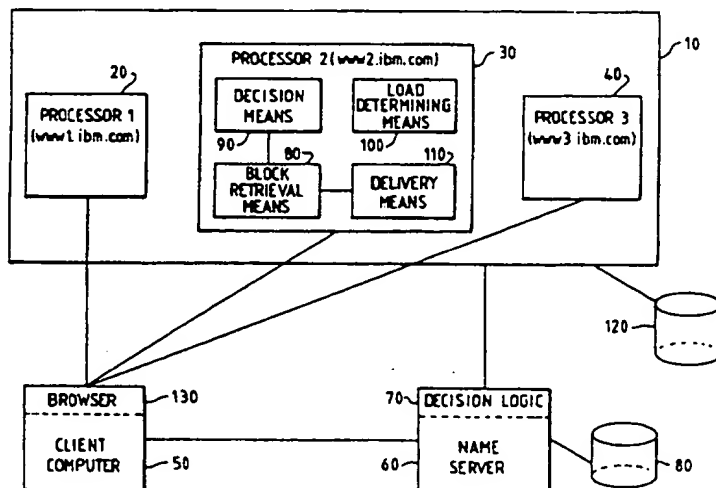 10
20
PROCESSOR 1
(www1.ibm.com)
PROCESSOR 2 (www2.ibm.com)
30
DECISION
MEANS
90
LOAD
DETERMINING
MEANS
100
80
BLOCK
RETRIEVAL
MEANS
110
DELIVERY
MEANS
40
PROCESSOR 3
(www3.ibm.com)
120
BROWSER
130
CLIENT
COMPUTER
50
70
DECISION LOGIC
NAME
SERVER
60
80